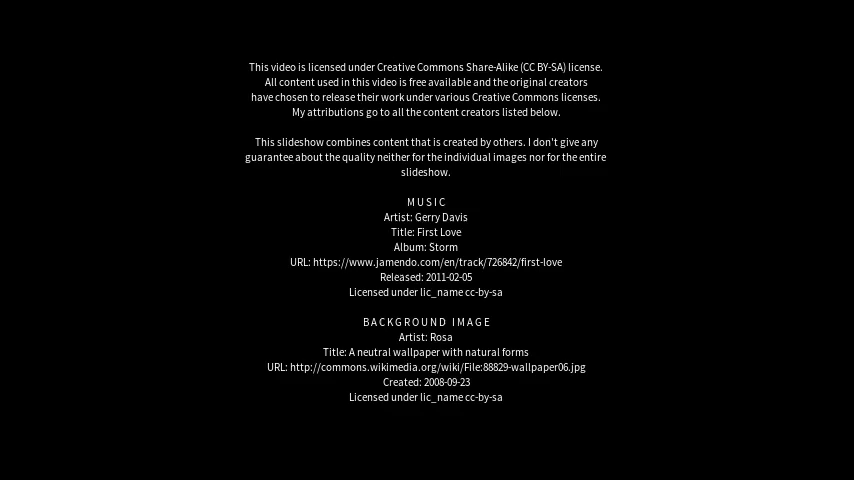 This video is licensed under Creative Commons Share-Alike (CC BY-SA) license.
All content used in this video is free available and the original creators
have chosen to release their work under various Creative Commons licenses.
My attributions go to all the content creators listed below.
This slideshow combines content that is created by others. I don't give any
guarantee about the quality neither for the individual images nor for the entire
slideshow.
MUSIC
Artist: Gerry Davis
Title: First Love
Album: Storm
URL: https://www.jamendo.com/en/track/726842/first-love
Released: 2011-02-05
Licensed under lic_name cc-by-sa
BACKGROUND IMAGE
Artist: Rosa
Title: A neutral wallpaper with natural forms
URL: http://commons.wikimedia.org/wiki/File:88829-wallpaper06.jpg
Created: 2008-09-23
Licensed under lic_name cc-by-sa